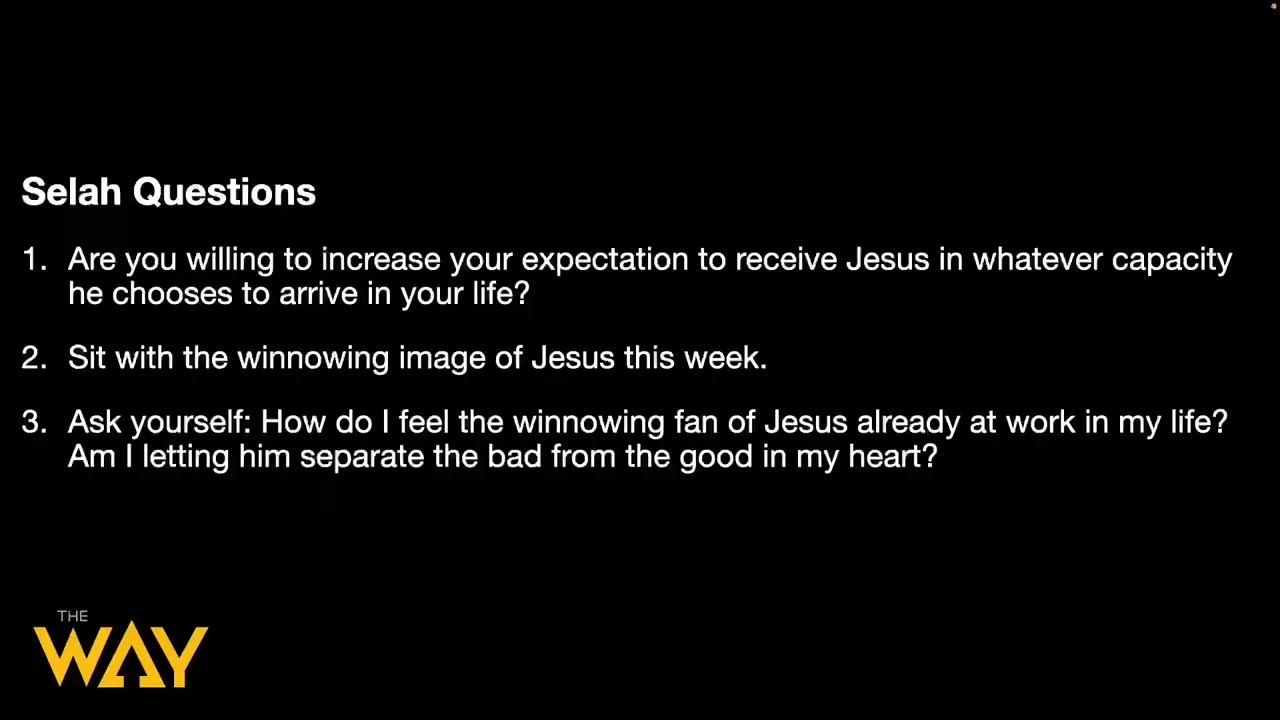 Selah Questions
1. Are you willing to increase your expectation to receive Jesus in whatever capacity
he chooses to arrive in your life?
2. Sit with the winnowing image of Jesus this week.
3. Ask yourself: How do I feel the winnowing fan of Jesus already at work in my life?
Am I letting him separate the bad from the good in my heart?
THE
WAY